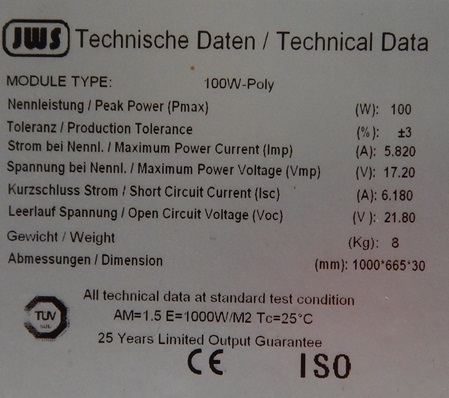 JWS Technische Daten / Technical Data
MODULE TYPE: 100W-Poly
Nennleistung / Peak Power (Pmax) (W): 100
Toleranz / Production Tolerance (%): ±3
Strom bei Nennl. / Maximum Power Current (Imp) (A): 5.820
Spannung bei Nennl. / Maximum Power Voltage (Vmp) (V): 17.20
Kurzschluss Strom / Short Circuit Current (Isc) (A): 6.180
Leerlauf Spannung / Open Circuit Voltage (Voc) (V ): 21.80
Gewicht / Weight (Kg): 8
Abmessungen / Dimension (mm): 1000*665*30
All technical data at standard test condition
TUV AM=1.5 E=1000W/M2 Tc=25°C
25 Years Limited Output Guarantee
CE ISO